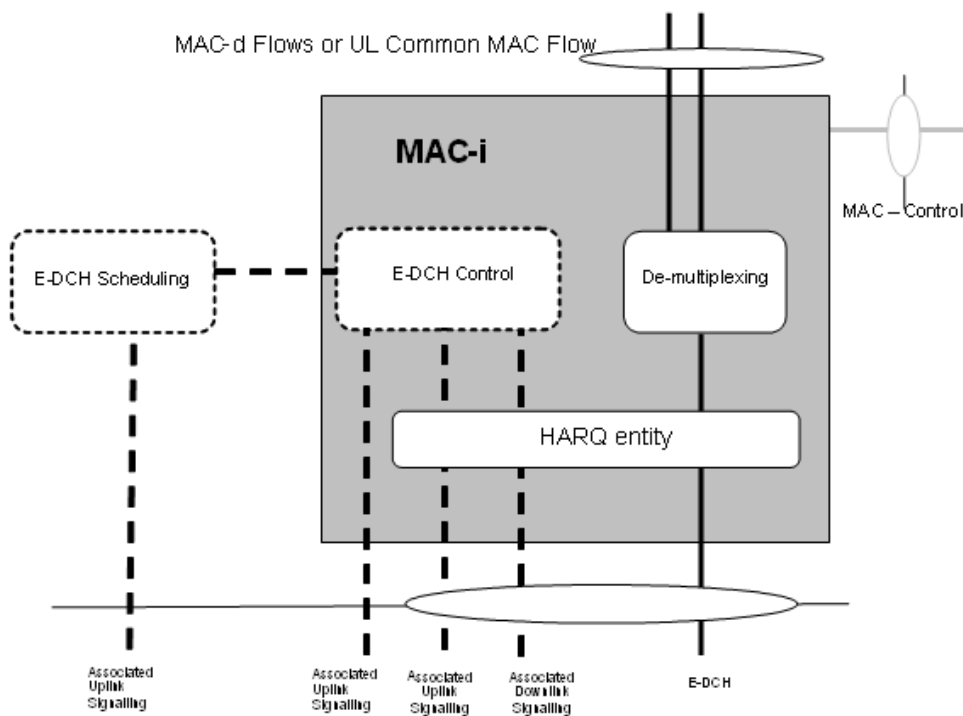 MAC-d Flows or UL Common MAC Flow
MAC-i
MAC – Control
E-DCH Scheduling
E-DCH Control
De-multiplexing
HARQ entity
Associated
Uplink
Signalling
Associated
Uplink
Signalling
Associated
Uplink
Signalling
Associated
Downlink
Signalling
E-DCH